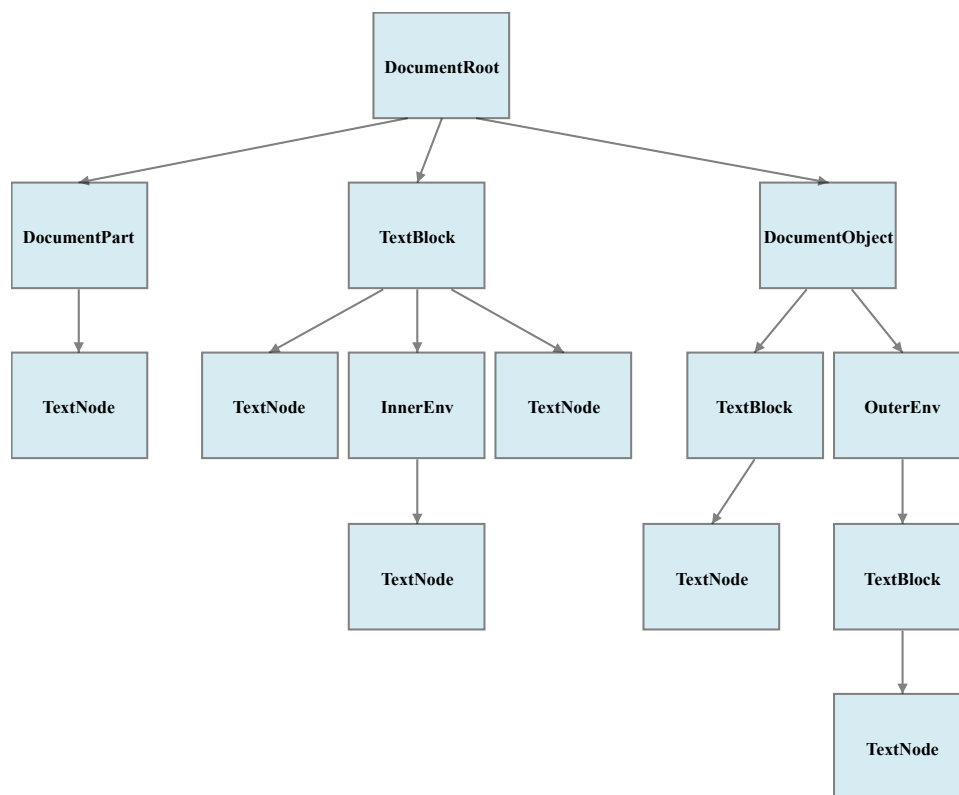 DocumentRoot
DocumentPart
TextBlock
DocumentObject
TextNode
TextNode
InnerEnv
TextNode
TextBlock
OuterEnv
TextNode
TextNode
TextBlock
TextNode